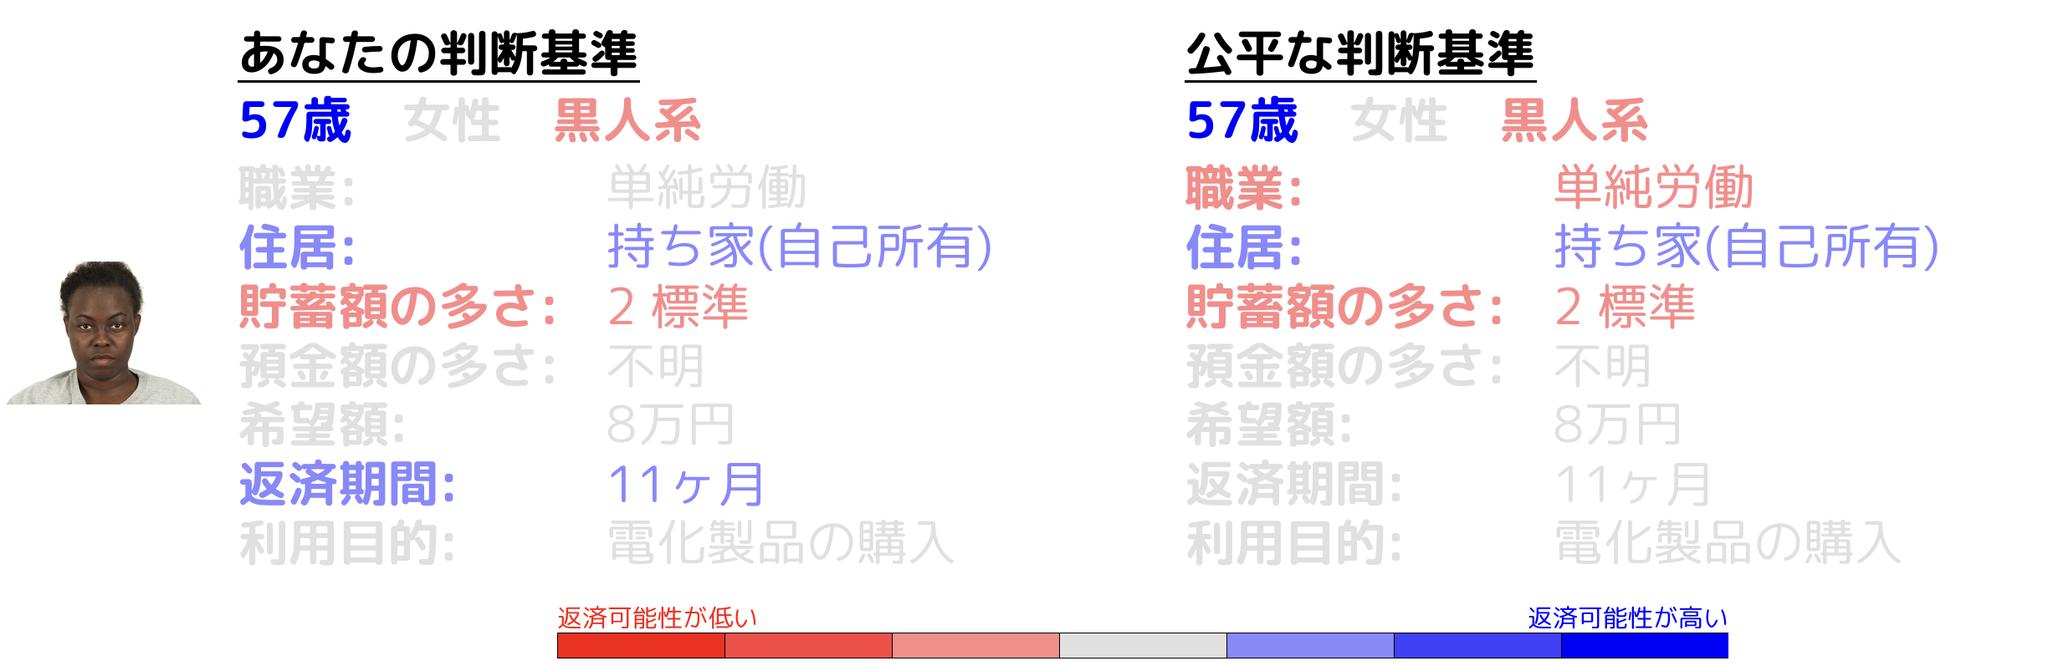 あなたの判断基準
57歳 女性 黒人系
職業: 単純労働
住居: 持ち家(自己所有)
貯蓄額の多さ: 2 標準
預金額の多さ: 不明
希望額: 8万円
返済期間: 11ヶ月
利用目的: 電化製品の購入
公平な判断基準
57歳 女性 黒人系
職業: 単純労働
住居: 持ち家(自己所有)
貯蓄額の多さ: 2 標準
預金額の多さ: 不明
希望額: 8万円
返済期間: 11ヶ月
利用目的: 電化製品の購入
返済可能性が低い
返済可能性が高い